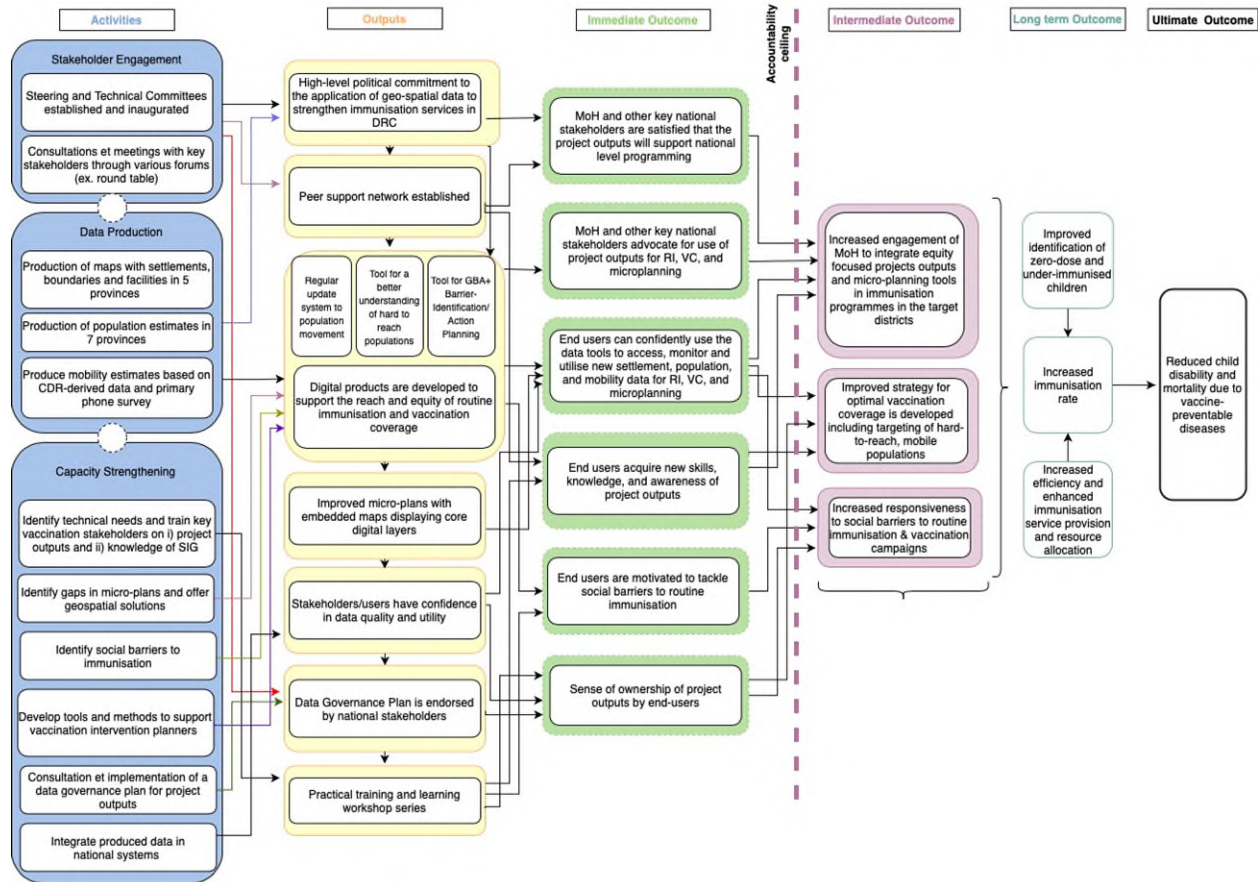 Activities
Outputs
Immediate Outcome
Accountability
ceiling
Intermediate Outcome
Long term Outcome
Ultimate Outcome
Stakeholder Engagement
Steering and Technical Committees
established and inaugurated
Consultations et meetings with key
stakeholders through various forums
(ex. round table)
Data Production
Production of maps with settlements,
boundaries and facilities in 5
provinces
Production of population estimates in
7 provinces
Produce mobility estimates based on
CDR-derived data and primary
phone survey
Capacity Strengthening
Identify technical needs and train key
vaccination stakeholders on i) project
outputs and ii) knowledge of SIG
Identify gaps in micro-plans and offer
geospatial solutions
Identify social barriers to
immunisation
Develop tools and methods to support
vaccination intervention planners
Consultation et implementation of a
data governance plan for project
outputs
Integrate produced data in
national systems
High-level political commitment to
the application of geo-spatial data to
strengthen immunisation services in
DRC
Peer support network established
Regular
update system to
population
movement
Tool for a
better
understanding
of hard to
reach
populations
Tool for GBA+
Barrier-
Identification/
Action
Planning
Digital products are developed to
support the reach and equity of routine
immunisation and vaccination
coverage
Improved micro-plans with
embedded maps displaying core
digital layers
Stakeholders/users have confidence
in data quality and utility
Data Governance Plan is endorsed
by national stakeholders
Practical training and learning
workshop series
MoH and other key national
stakeholders are satisfied that the
project outputs will support national
level programming
MoH and other key national
stakeholders advocate for use of
project outputs for RI, VC, and
microplanning
End users can confidently use the
data tools to access, monitor and
utilise new settlement, population,
and mobility data for RI, VC, and
microplanning
End users acquire new skills,
knowledge, and awareness of
project outputs
End users are motivated to tackle
social barriers to routine
immunisation
Sense of ownership of project
outputs by end-users
Increased engagement of
MoH to integrate equity
focused projects outputs
and micro-planning tools
in immunisation
programmes in the target
districts
Improved strategy for
optimal vaccination
coverage is developed
including targeting of hard-
to-reach, mobile
populations
Increased responsiveness
to social barriers to routine
immunisation & vaccination
campaigns
Improved
identification of
zero-dose and
under-immunised
children
Increased
immunisation
rate
Increased
efficiency and
enhanced
immunisation
service provision
and resource
allocation
Reduced child
disability and
mortality due to
vaccine-
preventable
diseases